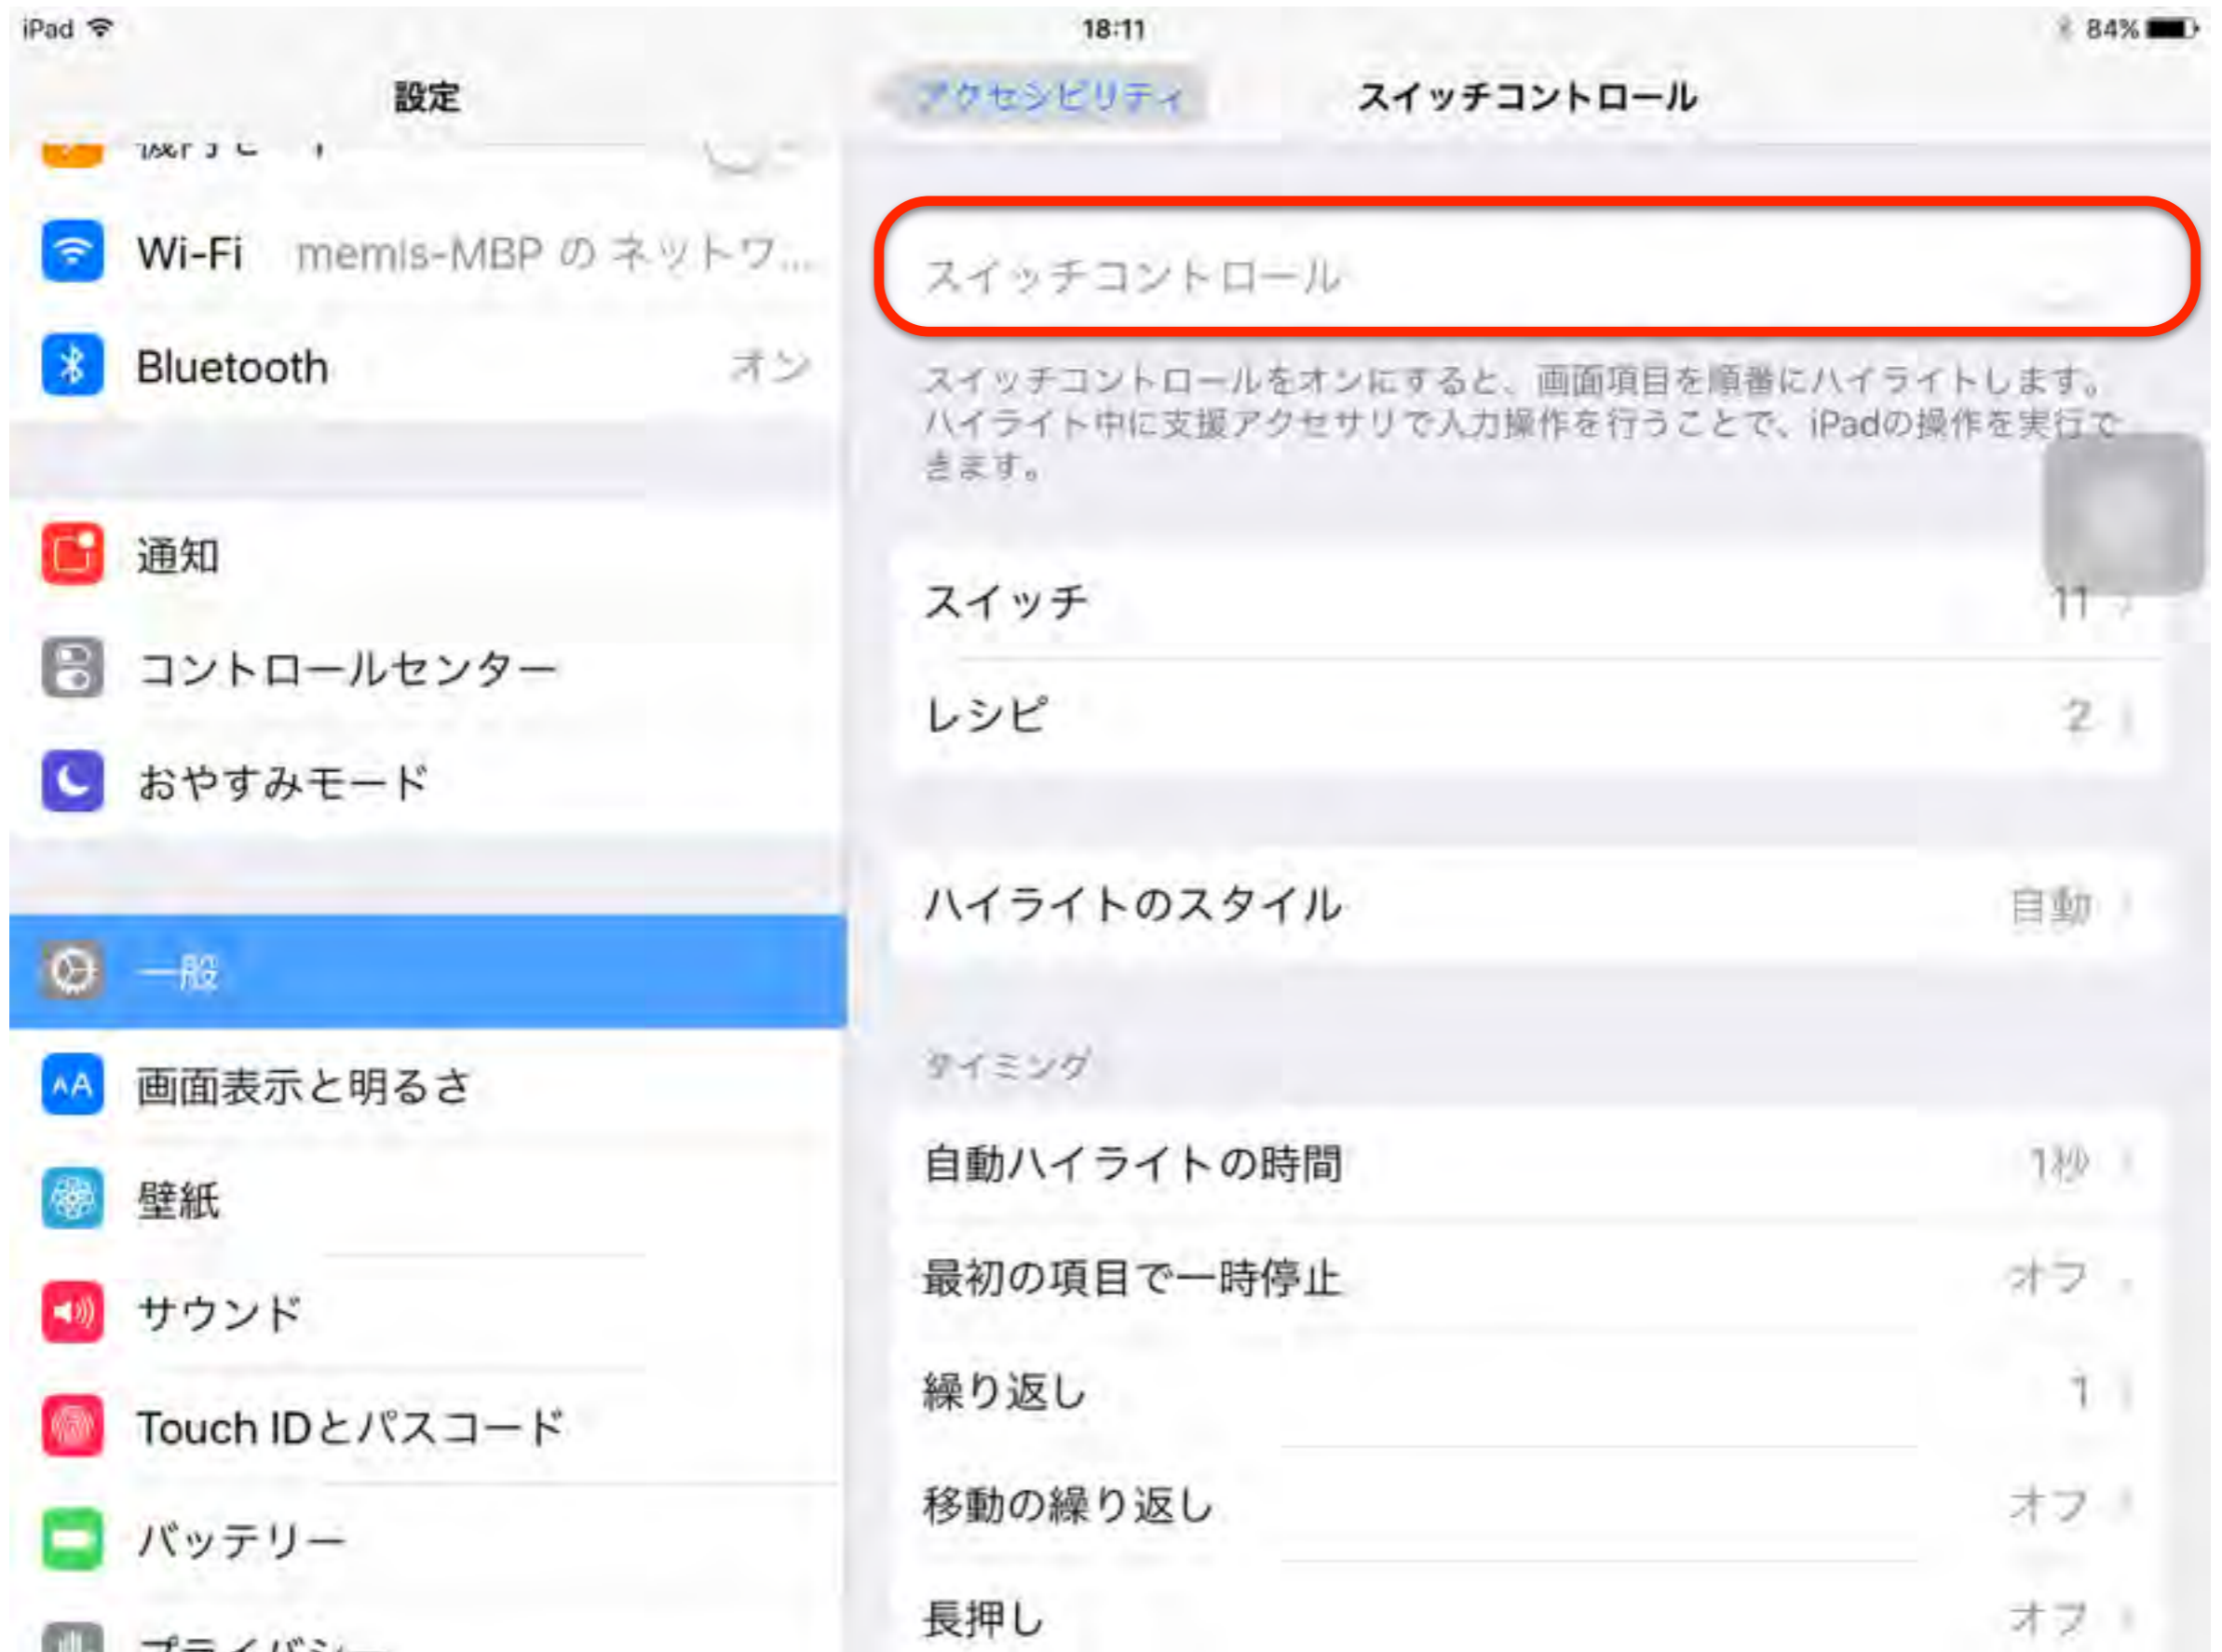 iPad
18:11
84%
設定
アクセシビリティ
スイッチコントロール
Wi-Fi memis-MBP の ネットワ...
スイッチコントロール
Bluetooth オン
スイッチコントロールをオンにすると、画面項目を順番にハイライトします。
ハイライト中に支援アクセサリで入力操作を行うことで、iPadの操作を実行で
きます。
通知
スイッチ 11
コントロールセンター
レシピ 2
おやすみモード
ハイライトのスタイル 自動
一般
タイミング
画面表示と明るさ
自動ハイライトの時間 1秒
壁紙
最初の項目で一時停止 オフ
サウンド
繰り返し 1
Touch IDとパスコード
移動の繰り返し オフ
バッテリー
長押し オフ
プライバシー